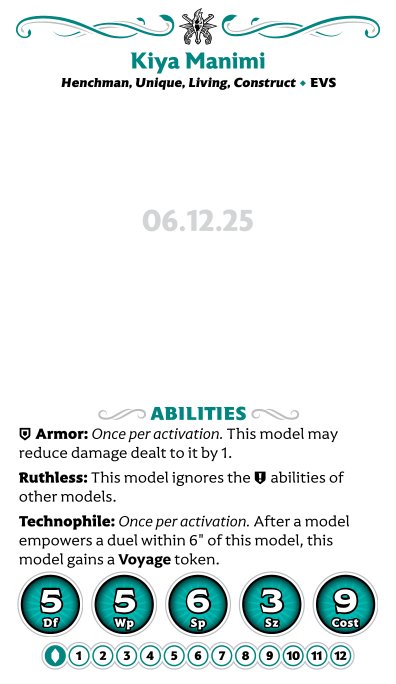 Kiya Manimi
Henchman, Unique, Living, Construct ⬥ EVS
06.12.25
ABILITIES
Armor: Once per activation. This model may
reduce damage dealt to it by 1.
Ruthless: This model ignores the abilities of
other models.
Technophile: Once per activation. After a model
empowers a duel within 6" of this model, this
model gains a Voyage token.
5 5 6 3 9
Df Wp Sp Sz Cost
1 2 3 4 5 6 7 8 9 10 11 12